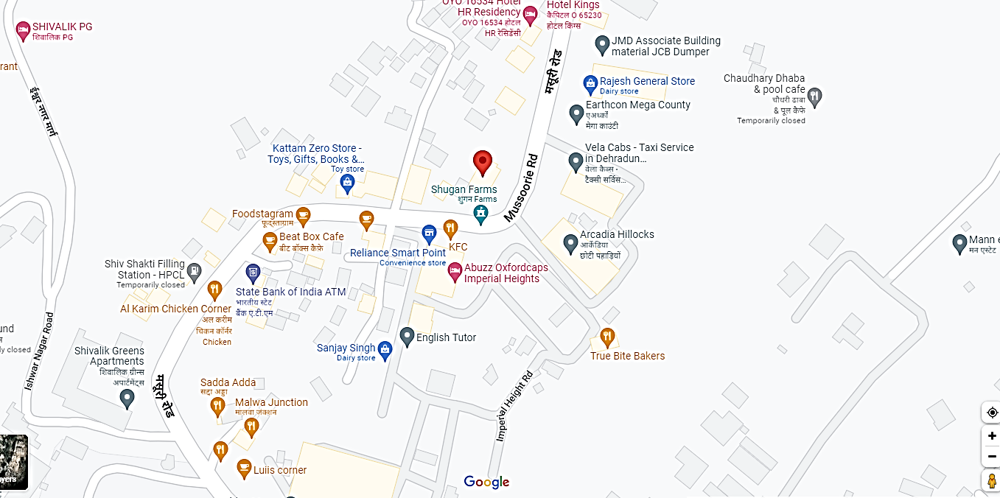 OYO 16534 Hotel
HR Residency
OYO 16534 होटल
HR रेसिडेंसी
Hotel Kings
कैपिटल O 65230
होटल किंग्स
SHIVALIK PG
शिवालिक PG
rant
ईश्वर नगर मार्ग
मसूरी रोड
JMD Associate Building
material JCB Dumper
Rajesh General Store
Dairy store
Chaudhary Dhaba
& pool cafe
चौधरी ढाबा
& पूल कैफे
Temporarily closed
Earthcon Mega County
एअर्थ्कों
मेगा काउंटी
Kattam Zero Store -
Toys, Gifts, Books &...
Toy store
Vela Cabs - Taxi Service
in Dehradun...
वेला कैब्स -
टैक्सी सर्विस...
Mussoorie Rd
Shugan Farms
शुगन Farms
Foodstagram
फूद्स्ताग्राम
Beat Box Cafe
बीट बॉक्स कैफ़े
KFC
Reliance Smart Point
Convenience store
Arcadia Hillocks
आर्केडिया
छोटी पहाड़ियों
Mann e
मन एस्टेट
Shiv Shakti Filling
Station - HPCL
Temporarily closed
Abuzz Oxfordcaps
Imperial Heights
State Bank of India ATM
भारतीय स्टेट
बैंक ए.टी.एम
Al Karim Chicken Corner
अल करीम
चिकन कॉर्नर
Chicken
und
ly closed
Ishwar Nagar Road
Shivalik Greens
Apartments
शिवालिक ग्रीन्स
अपार्टमेंट्स
English Tutor
Sanjay Singh
Dairy store
True Bite Bakers
मसूरी रोड
Sadda Adda
सद्दा अड्डा
Malwa Junction
मालवा जंक्शन
Imperial Height Rd
Luiis corner
Google
ayers